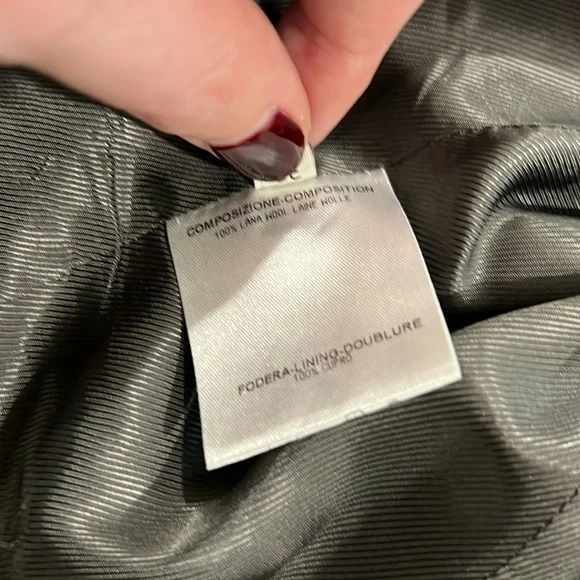 COMPOSIZIONE-COMPOSITION
100% LANA WOOL LAINE WOLLE
FODERA-LINING-DOUBLURE
100% CUPRO